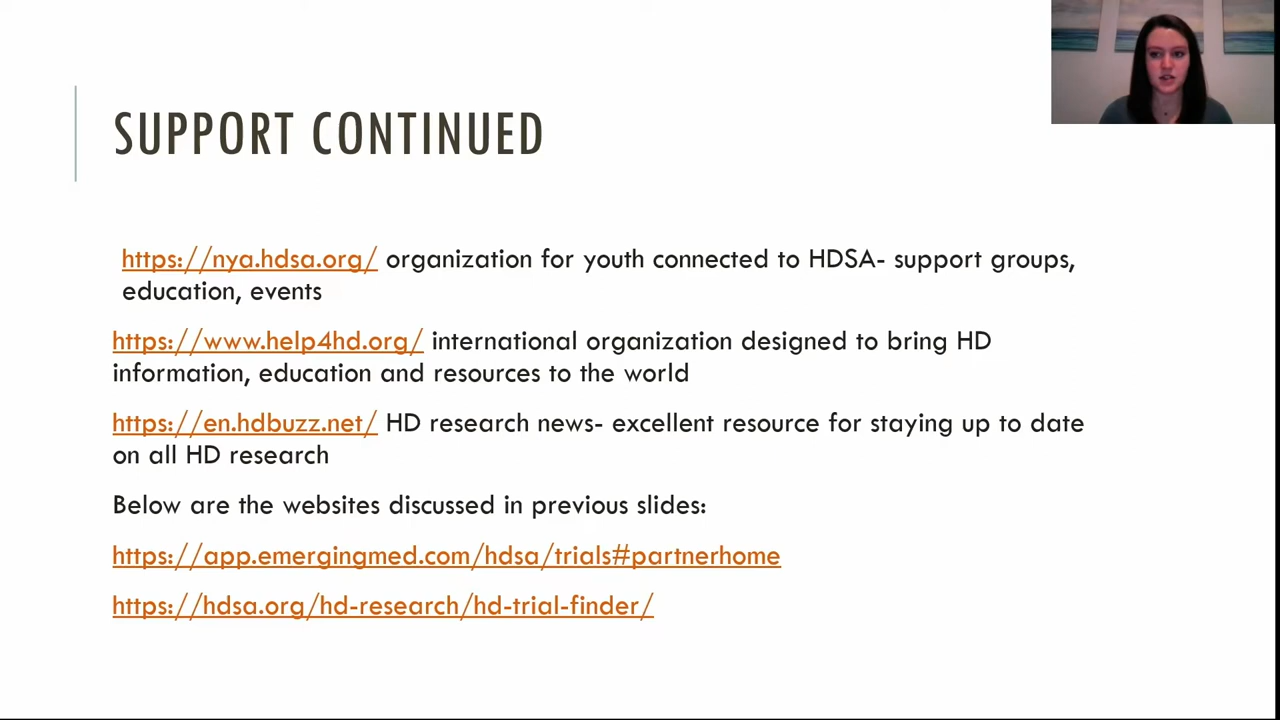 SUPPORT CONTINUED
https://nya.hdsa.org/ organization for youth connected to HDSA- support groups,
education, events
https://www.help4hd.org/ international organization designed to bring HD
information, education and resources to the world
https://en.hdbuzz.net/ HD research news- excellent resource for staying up to date
on all HD research
Below are the websites discussed in previous slides:
https://app.emergingmed.com/hdsa/trials#partnerhome
https://hdsa.org/hd-research/hd-trial-finder/